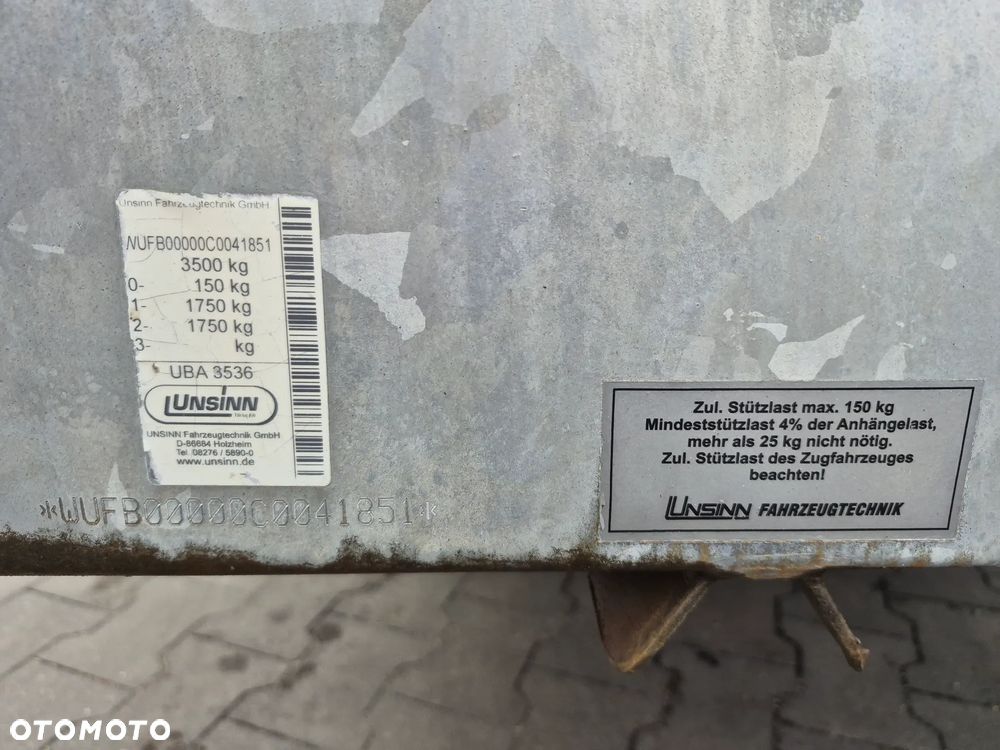 Unsinn Fahrzeugtechnik GmbH
WUFB00000C0041851
3500 kg
0- 150 kg
1- 1750 kg
2- 1750 kg
3- kg
UBA 3536
UNSINN
UNSINN Fahrzeugtechnik GmbH
D-86684 Holzheim
Tel. 08276 / 5890-0
www.unsinn.de
*WUFB00000C0041851*
Zul. Stützlast max. 150 kg
Mindeststützlast 4% der Anhängelast,
mehr als 25 kg nicht nötig.
Zul. Stützlast des Zugfahrzeuges
beachten!
UNSINN FAHRZEUGTECHNIK
OTOMOTO